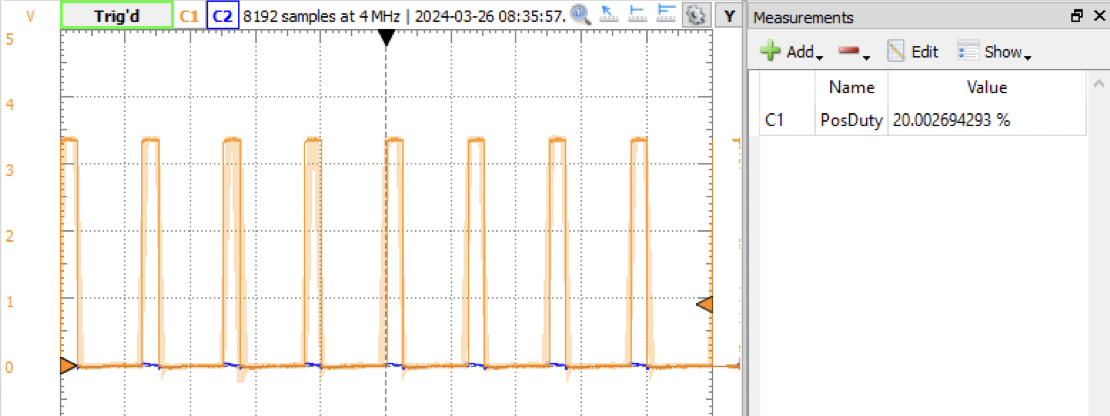 V Trig'd C1 C2 8192 samples at 4 MHz | 2024-03-26 08:35:57. Y
5
4
3
2
1
0
Measurements
Add Edit Show
Name Value
C1 PosDuty 20.002694293 %